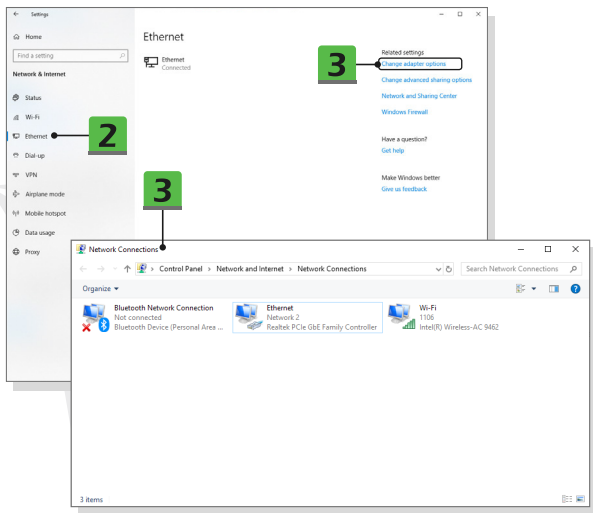 Settings
Home
Find a setting
Network & Internet
Status
Wi-Fi
Ethernet
Dial-up
VPN
Airplane mode
Mobile hotspot
Data usage
Proxy
2
Ethernet
Ethernet
Connected
3
Related settings
Change adapter options
Change advanced sharing options
Network and Sharing Center
Windows Firewall
Have a question?
Get help
Make Windows better
Give us feedback
3
Network Connections
Control Panel > Network and Internet > Network Connections
Search Network Connections
Organize
Bluetooth Network Connection
Not connected
Bluetooth Device (Personal Area ...
Ethernet
Network 2
Realtek PCIe GbE Family Controller
Wi-Fi
1106
Intel(R) Wireless-AC 9462
3 items